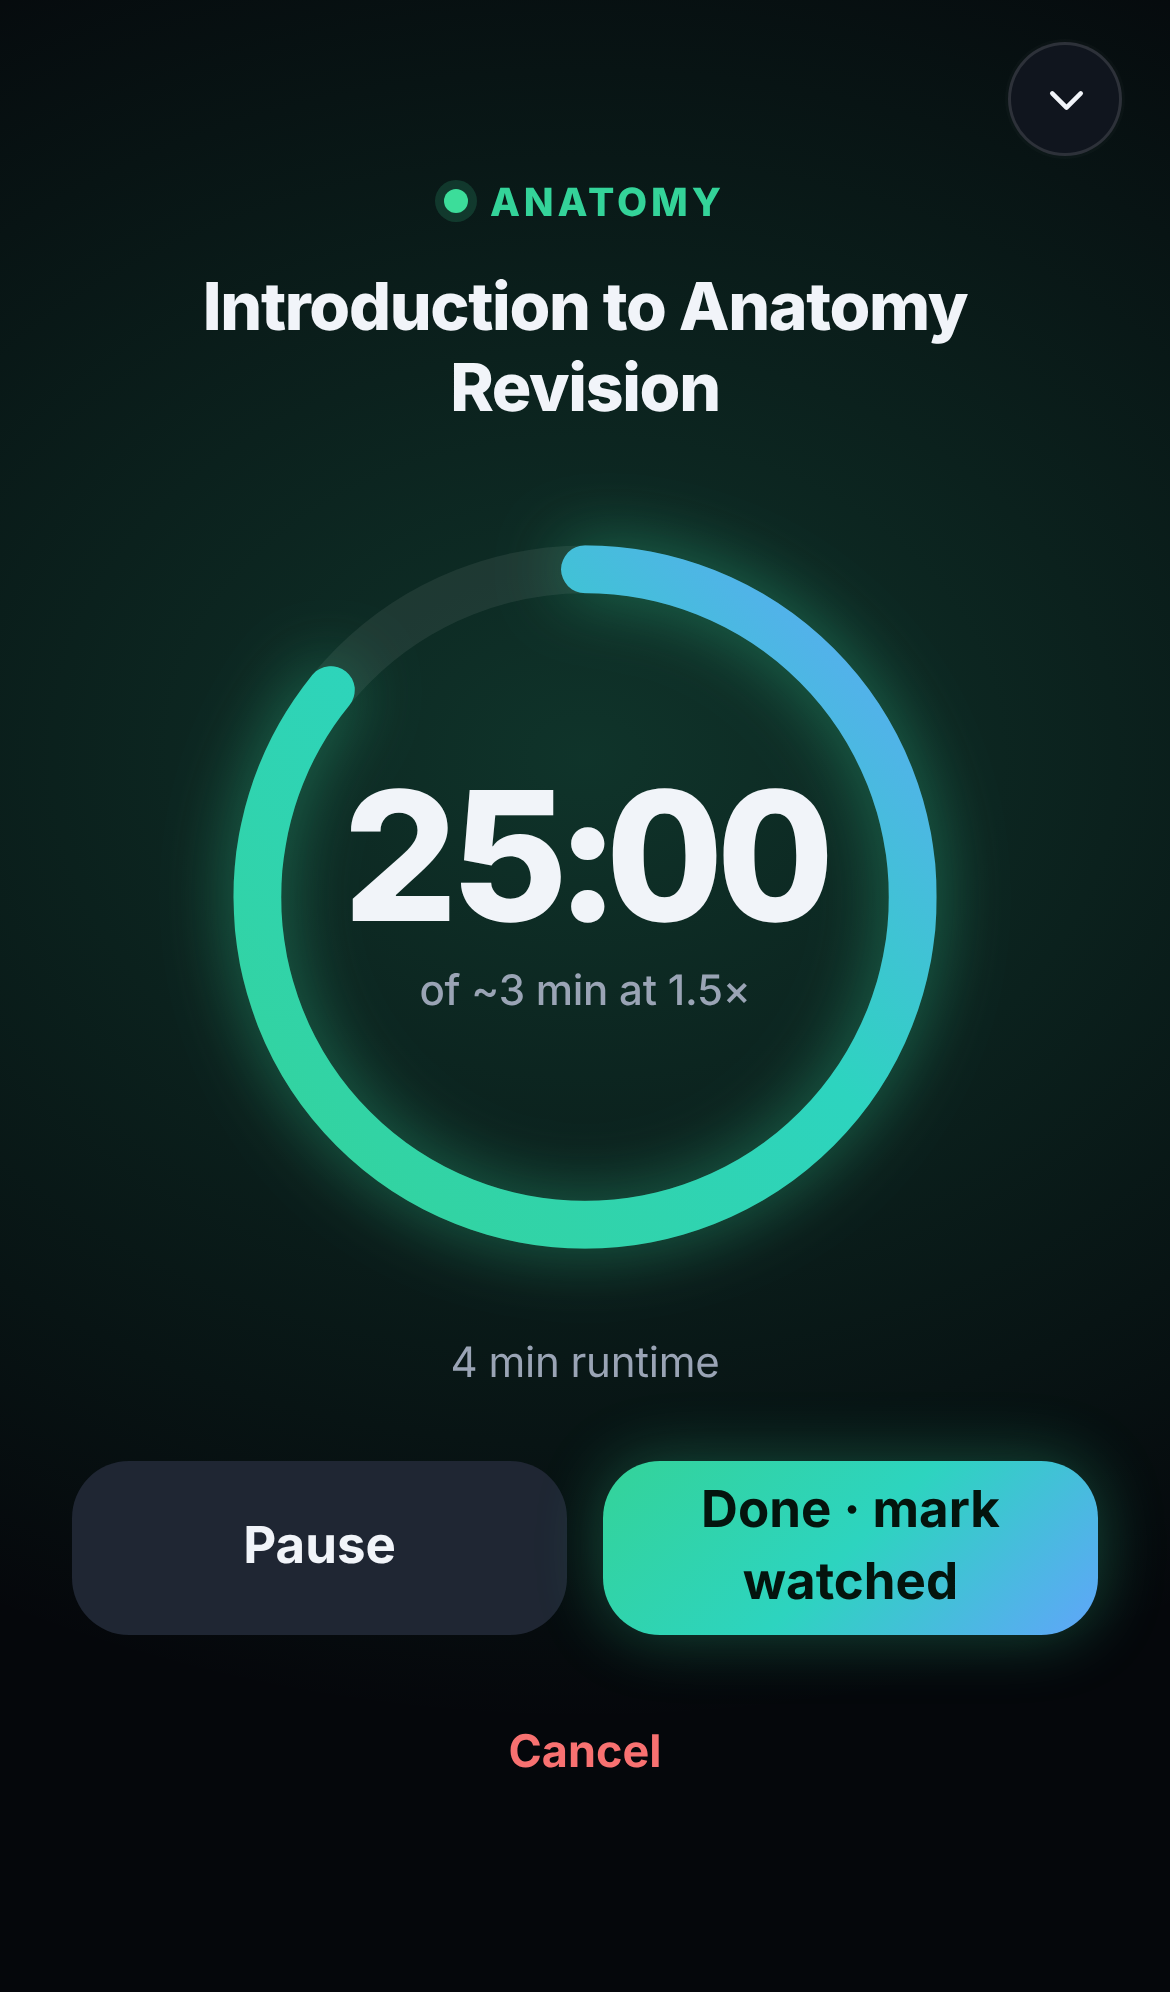 ANATOMY
Introduction to Anatomy
Revision
25:00
of ~3 min at 1.5×
4 min runtime
Pause
Done · mark
watched
Cancel